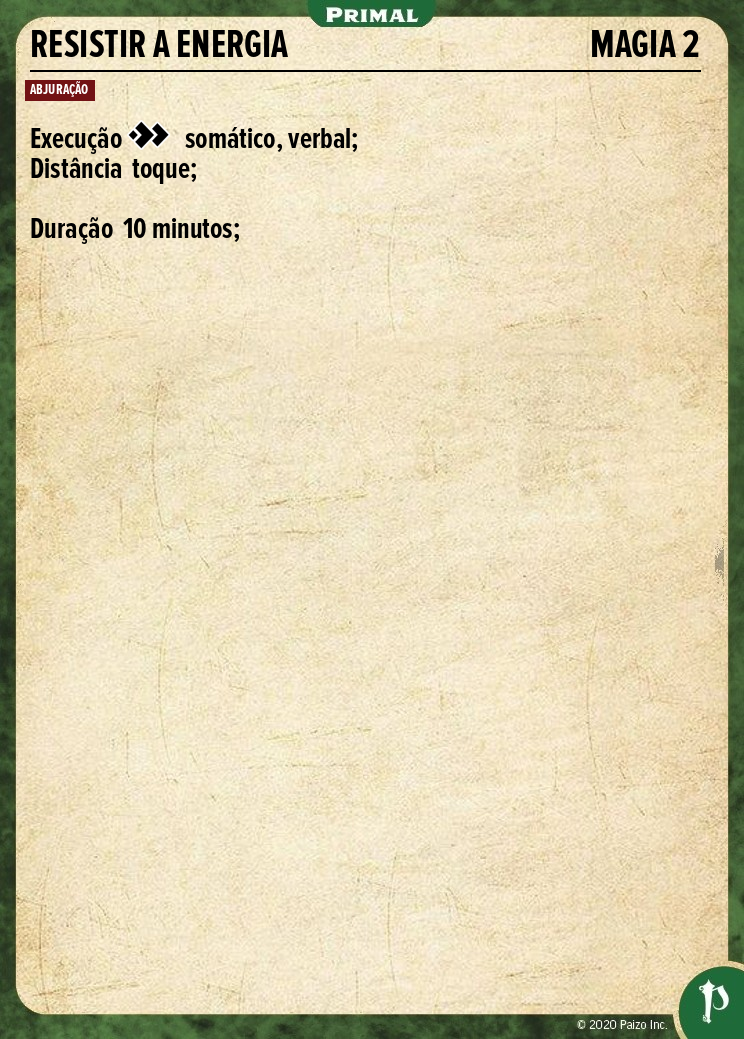 PRIMAL
RESISTIR A ENERGIA MAGIA 2
ABJURAÇÃO
Execução somático, verbal;
Distância toque;
Duração 10 minutos;
© 2020 Paizo Inc.